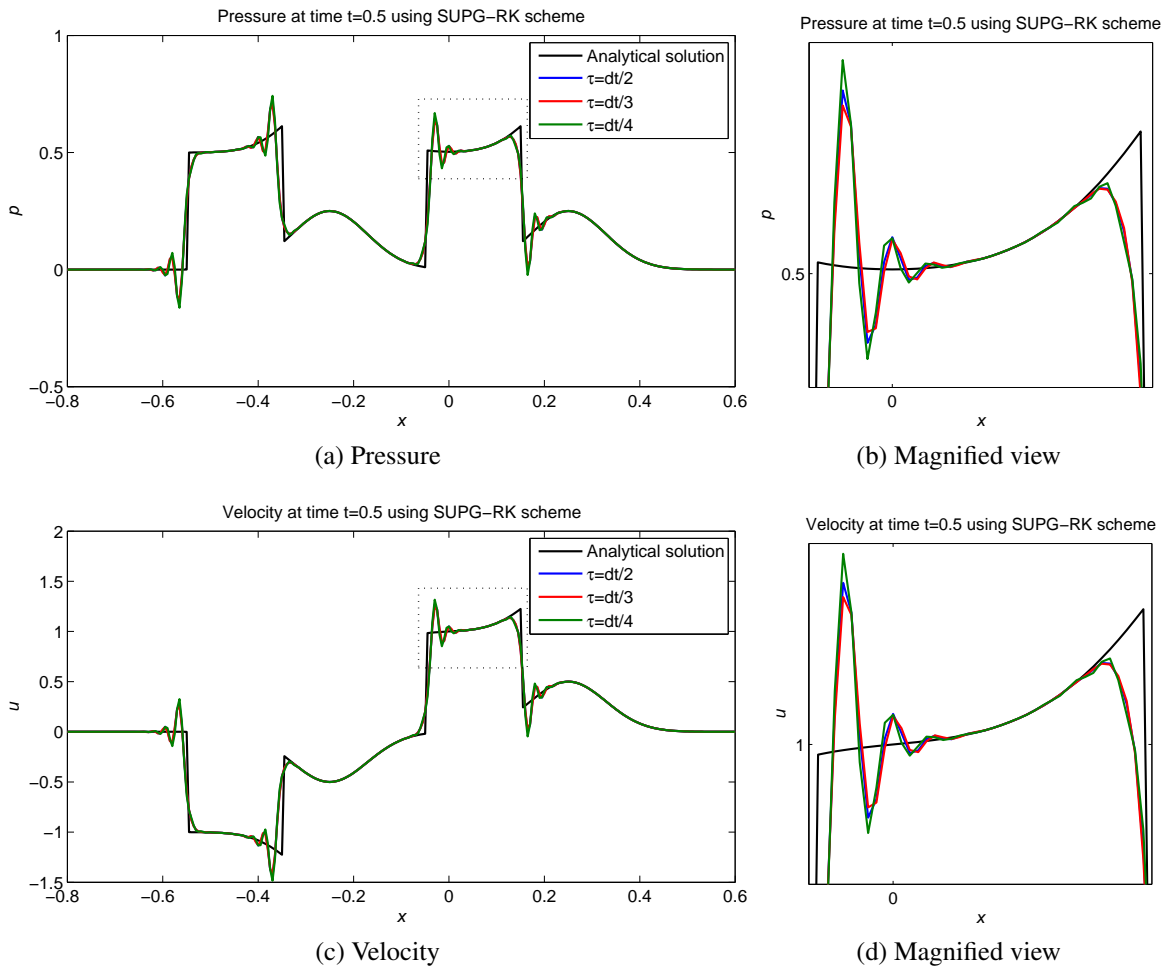 Pressure at time t=0.5 using SUPG−RK scheme
1
0.5
0
−0.5
p
Analytical solution
τ=dt/2
τ=dt/3
τ=dt/4
−0.8 −0.6 −0.4 −0.2 0 0.2 0.4 0.6
x
(a) Pressure
Pressure at time t=0.5 using SUPG−RK scheme
p
0.5
0
x
(b) Magnified view
Velocity at time t=0.5 using SUPG−RK scheme
2
1.5
1
0.5
0
−0.5
−1
−1.5
u
Analytical solution
τ=dt/2
τ=dt/3
τ=dt/4
−0.8 −0.6 −0.4 −0.2 0 0.2 0.4 0.6
x
(c) Velocity
Velocity at time t=0.5 using SUPG−RK scheme
u
1
0
x
(d) Magnified view